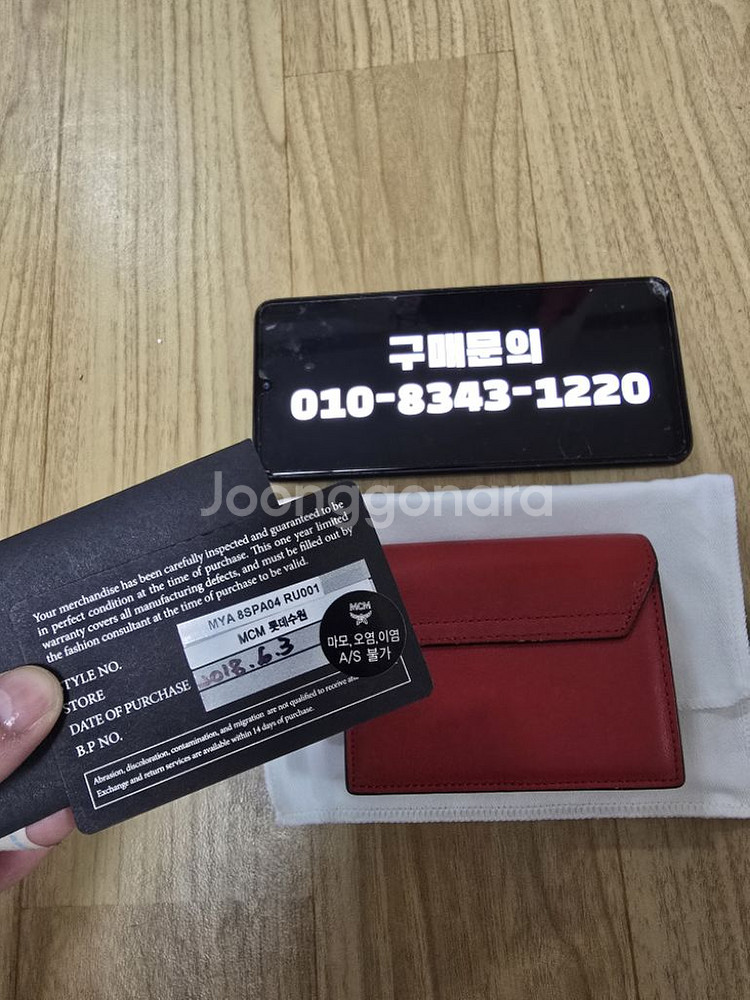 구매문의
010-8343-1220
Joonggonara
Your merchandise has been carefully inspected and guaranteed to be
in perfect condition at the time of purchase. This one year limited
warranty covers all manufacturing defects, and must be filled out by
the fashion consultant at the time of purchase to be valid.
STYLE NO.
MYA 8SPA04 RU001
STORE
MCM 롯데수원
DATE OF PURCHASE
2018.6.3
B.P NO.
MCM
마모,오염,이염
A/S 불가
Abrasion, discoloration, contamination, and migration are not qualified to receive
Exchange and return services are available within 14 days of purchase.